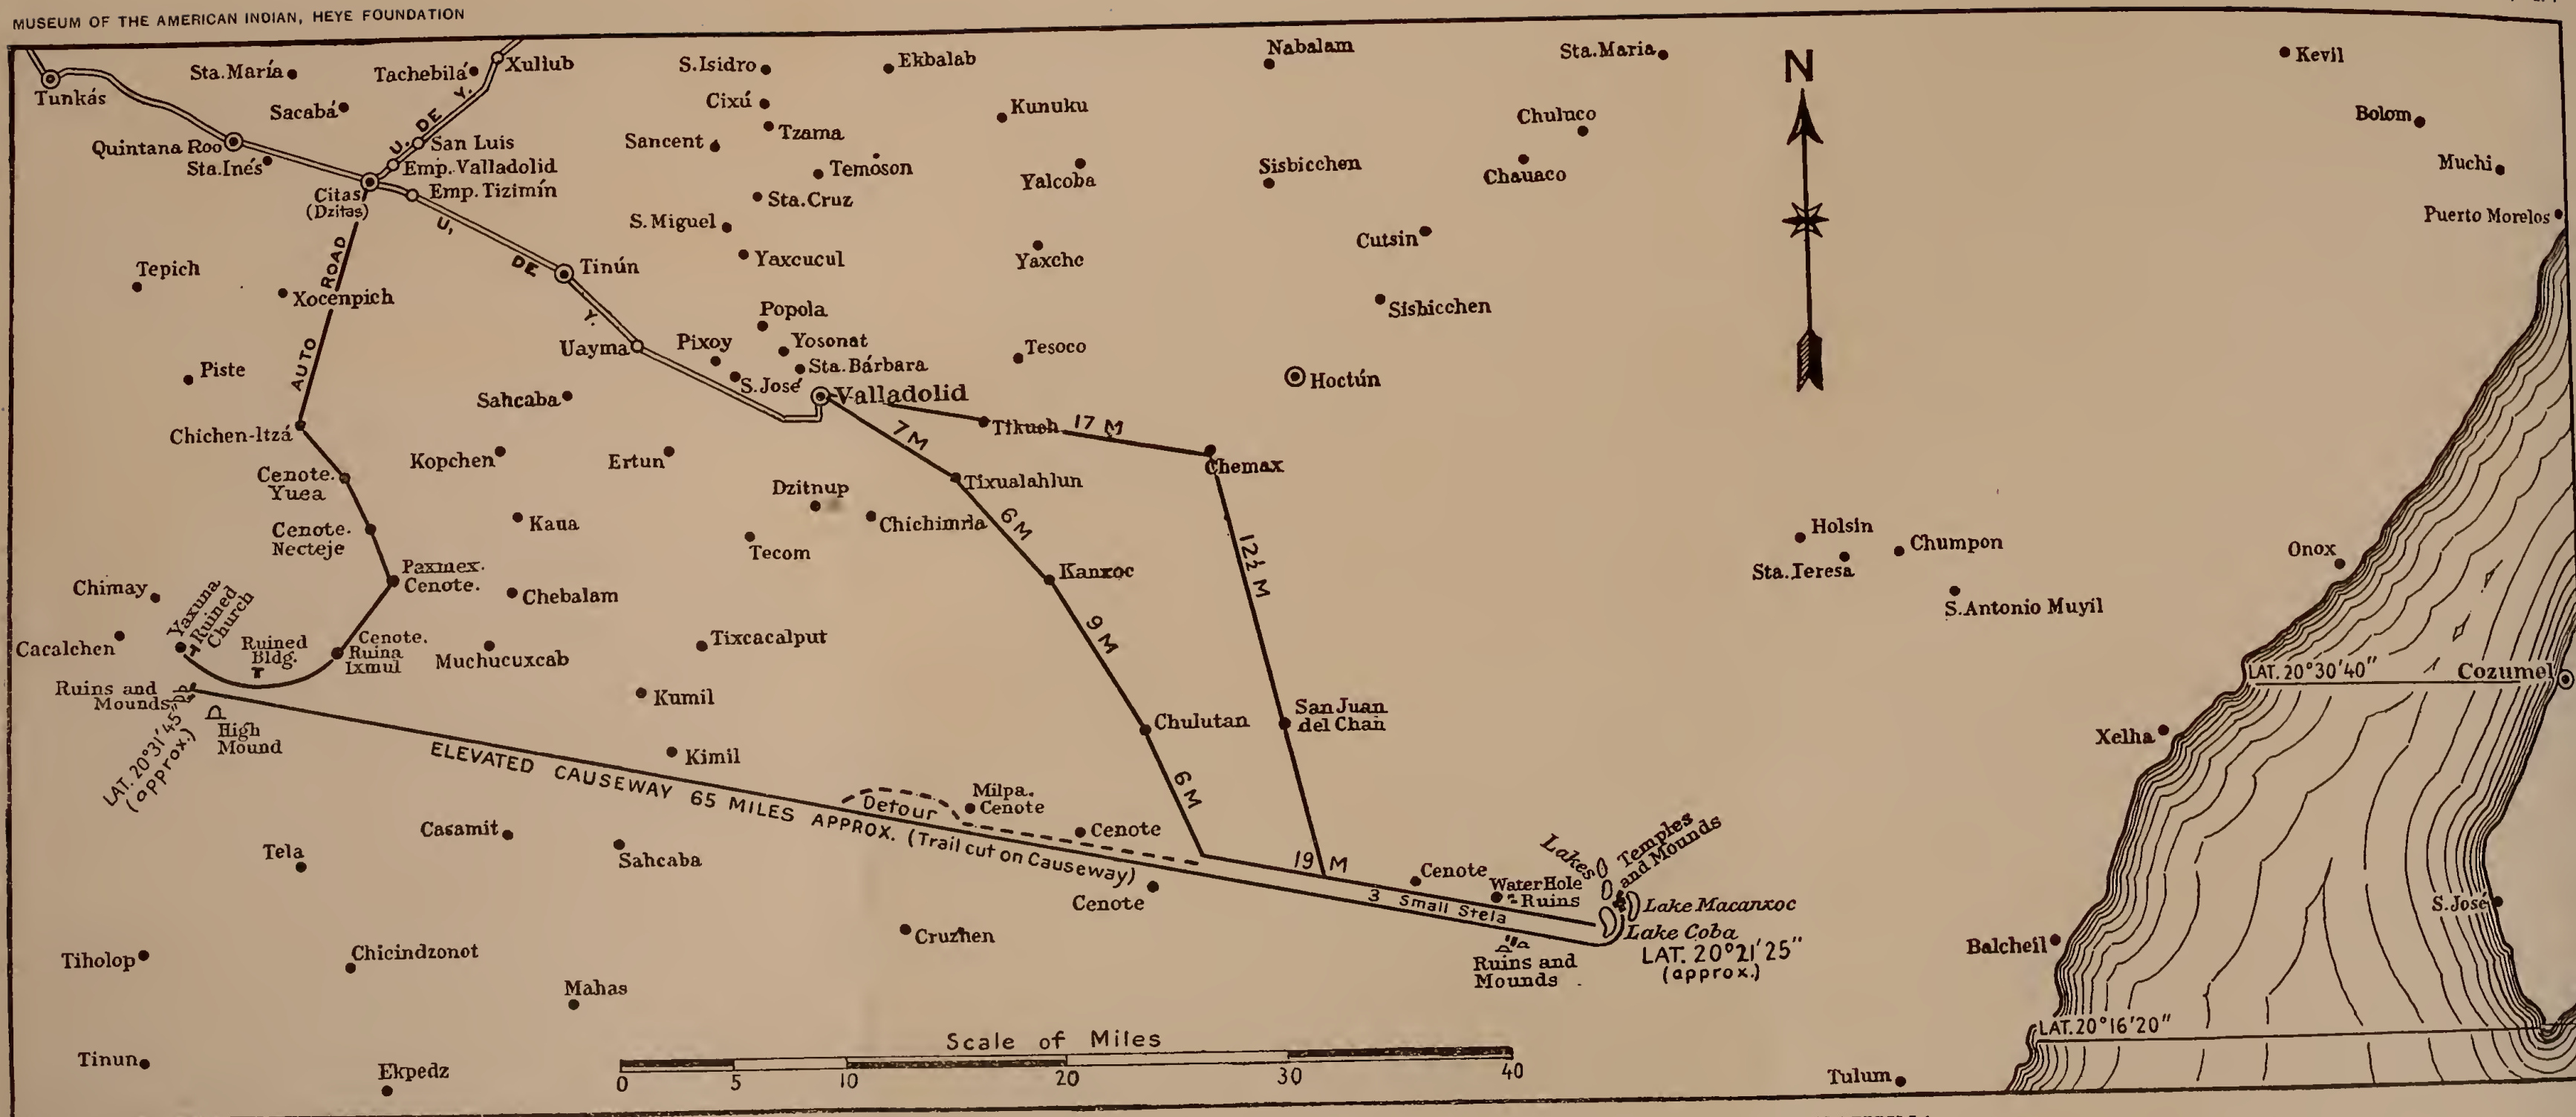 MUSEUM OF THE AMERICAN INDIAN, HEYE FOUNDATION
Tunkás
Sta.María
Sacabá
Tachebilá
Xuliub
S.Isidro
Ekbalab
Nabalam
Sta.Maria
N
Kevil
Cixú
Kunuku
Chuluco
Bolom
Quintana Roo
Sta.Inés
U. DE Y.
San Luis
Emp.Valladolid
Emp.Tizimín
Citas
(Dzitas)
Sancent
Tzama
Temoson
Sta.Cruz
Yalcoba
Sisbicchen
Chauaco
Muchi
Puerto Morelos
S.Miguel
U, DE Y.
Tinún
Yaxcucul
Yaxche
Cutsin
Tepich
Xocenpich
AUTO ROAD
Popola
Sisbicchen
Uayma
Pixoy
Yosonat
Sta.Bárbara
S.José
Tesoco
Hoctún
Piste
Sahcaba
Valladolid
Chichen-Itzá
7 M
Tikuch
17 M
Chemax
Cenote.
Yuea
Kopchen
Ertun
Dzitnup
Tixualahlun
Cenote.
Necteje
Kaua
Chichimila
6 M
12½ M
Tecom
Holsin
Chumpon
Sta.Teresa
Onox
Chimay
Paxmex.
Cenote.
Chebalam
Kanxoc
S.Antonio Muyil
Yaxuna
Ruined
Church
Cacalchen
Ruined
Bldg.
Cenote.
Ruina
Ixmul
Muchucuxcab
Tixcacalput
9 M
LAT. 20°30'40"
Cozumel
Ruins and
Mounds
LAT. 20°31'45"
(approx.)
High
Mound
Kumil
Chulutan
San Juan
del Chan
Xelha
Kimil
6 M
ELEVATED CAUSEWAY 65 MILES APPROX. (Trail cut on Causeway)
Detour
Milpa.
Cenote
Cenote
Casamit
Sahcaba
Tela
19 M
Cenote
Cenote
Water Hole
Ruins
Lakes
Temples
and Mounds
3 Small Stela
Lake Macanxoc
Lake Coba
LAT. 20°21'25"
(approx.)
Ruins and
Mounds
S.José
Balcheil
Tiholop
Chicindzonot
Cruzhen
Mahas
LAT.20°16'20"
Scale of Miles
0 5 10 20 30 40
Tinun
Ekpedz
Tulum